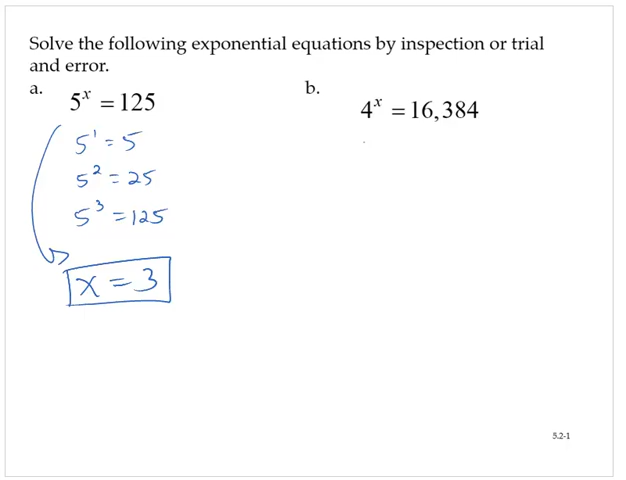 Solve the following exponential equations by inspection or trial
and error.
a. 5^x = 125
5^1 = 5
5^2 = 25
5^3 = 125
x = 3
b. 4^x = 16,384
5.2-1